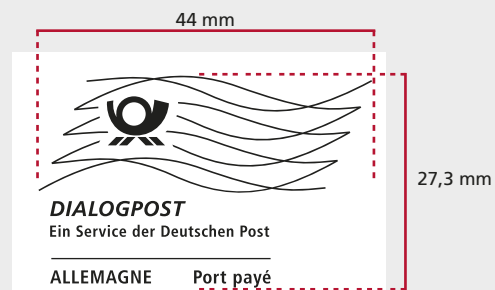 44 mm
27,3 mm
DIALOGPOST
Ein Service der Deutschen Post
ALLEMAGNE Port payé